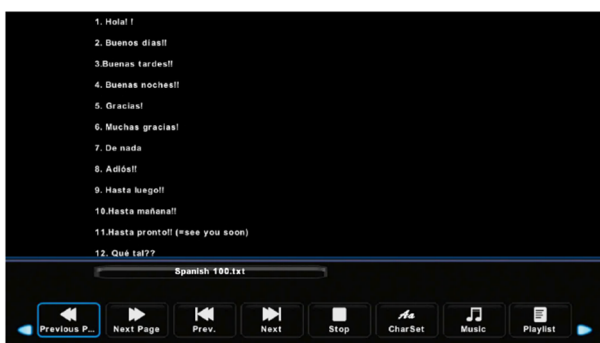 1. Hola! !
2. Buenos días!!
3.Buenas tardes!!
4. Buenas noches!!
5. Gracias!
6. Muchas gracias!
7. De nada
8. Adiós!!
9. Hasta luego!!
10.Hasta mañana!!
11.Hasta pronto!! (=see you soon)
12. Qué tal??
Spanish 100.txt
Previous P... Next Page Prev. Next Stop Aa CharSet Music Playlist